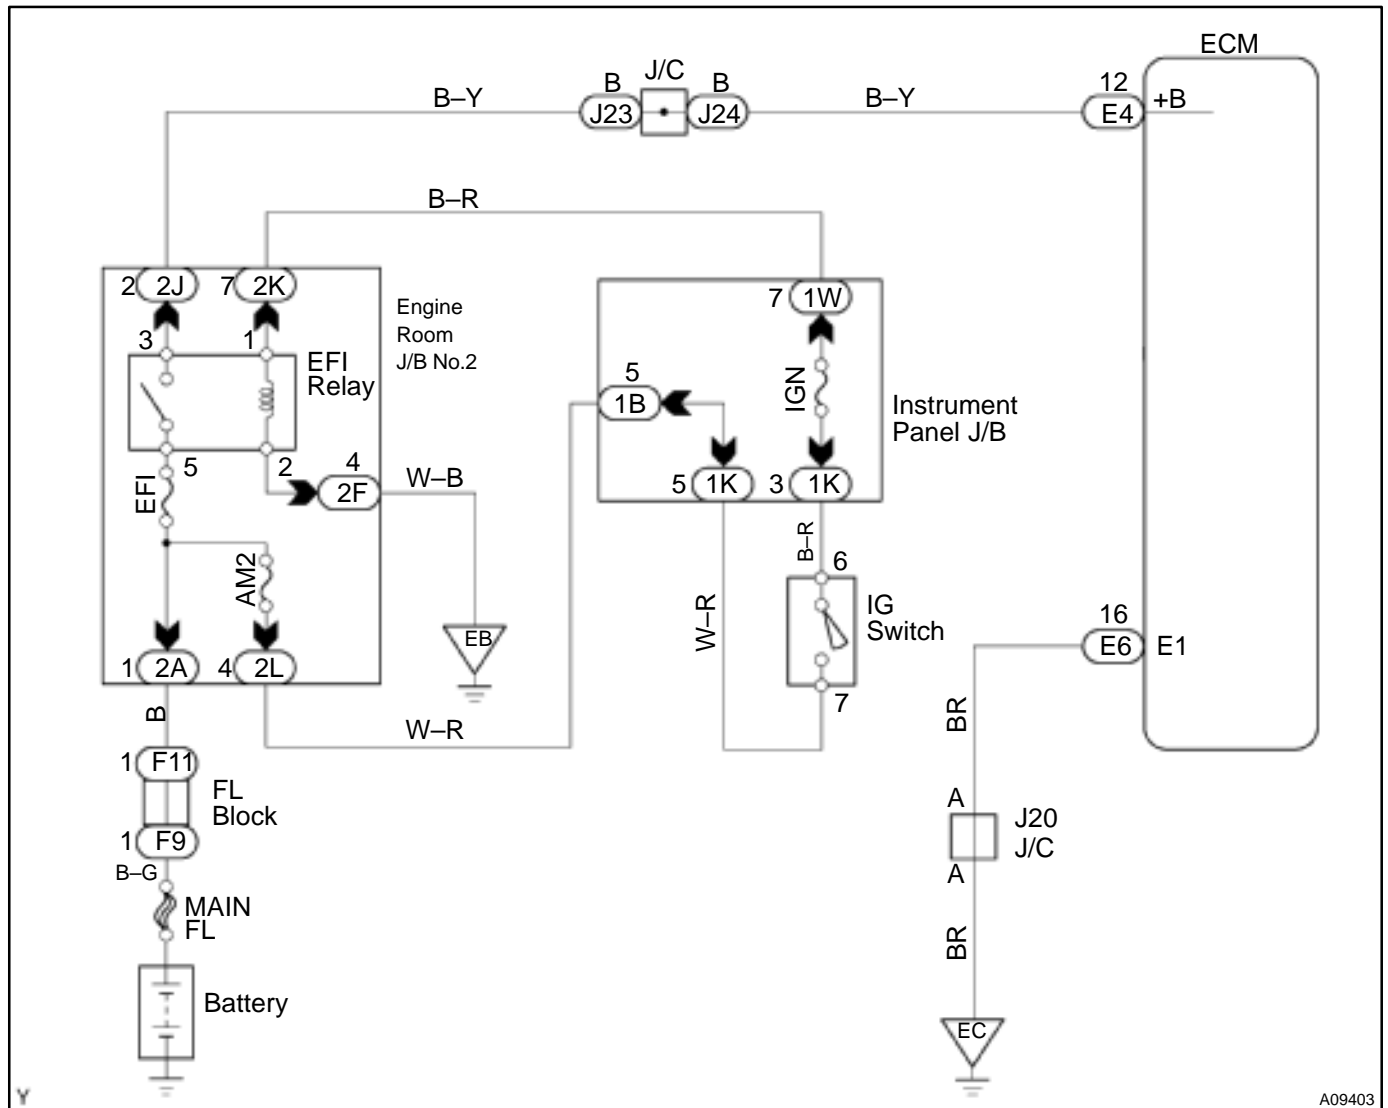 ECM
J/C
B
B
12
B–Y
J23
J24
B–Y
E4
+B
B–R
2
2J
7
2K
Engine
Room
J/B No.2
7
1W
3
1
EFI
Relay
5
1B
IGN
Instrument
Panel J/B
5
2
4
2F
W–B
5
1K
3
1K
EFI
AM2
B–R
6
IG
Switch
W–R
7
EB
16
E6
E1
1
2A
4
2L
B
W–R
BR
1
F11
FL
Block
1
F9
B–G
A
J20
J/C
A
MAIN
FL
BR
Battery
EC
Y
A09403